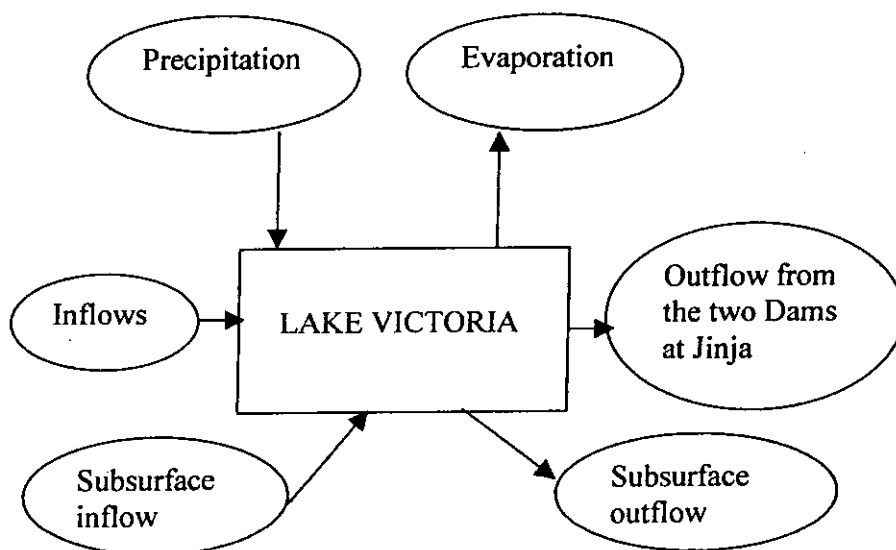 Precipitation
Evaporation
Inflows
LAKE VICTORIA
Outflow from
the two Dams
at Jinja
Subsurface
inflow
Subsurface
outflow